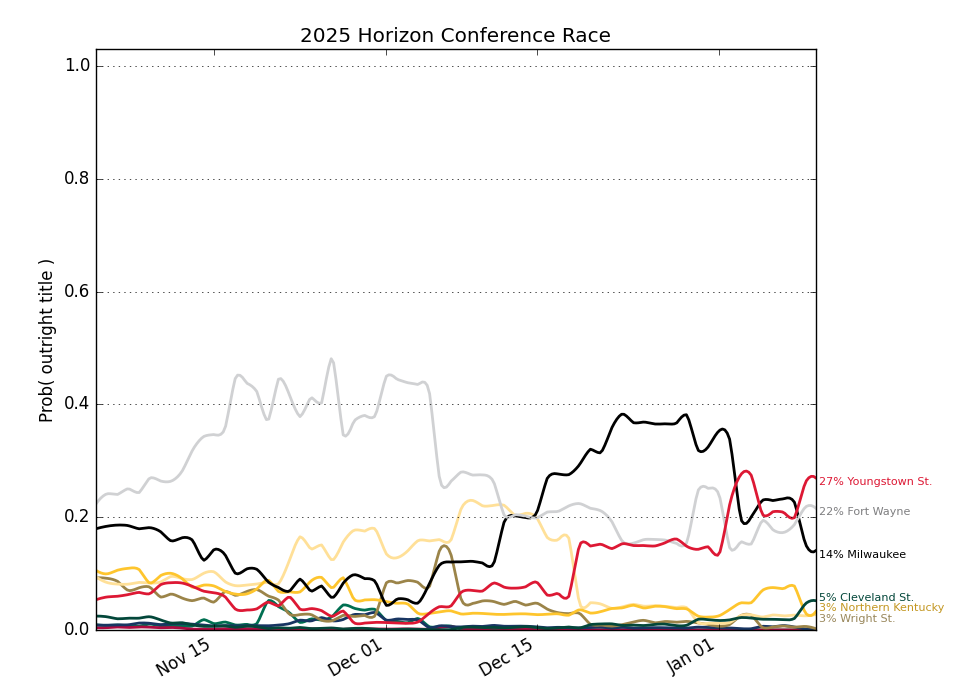 2025 Horizon Conference Race
1.0
0.8
0.6
0.4
0.2
0.0
Prob( outright title )
27% Youngstown St.
22% Fort Wayne
14% Milwaukee
5% Cleveland St.
3% Northern Kentucky
3% Wright St.
Nov 15
Dec 01
Dec 15
Jan 01